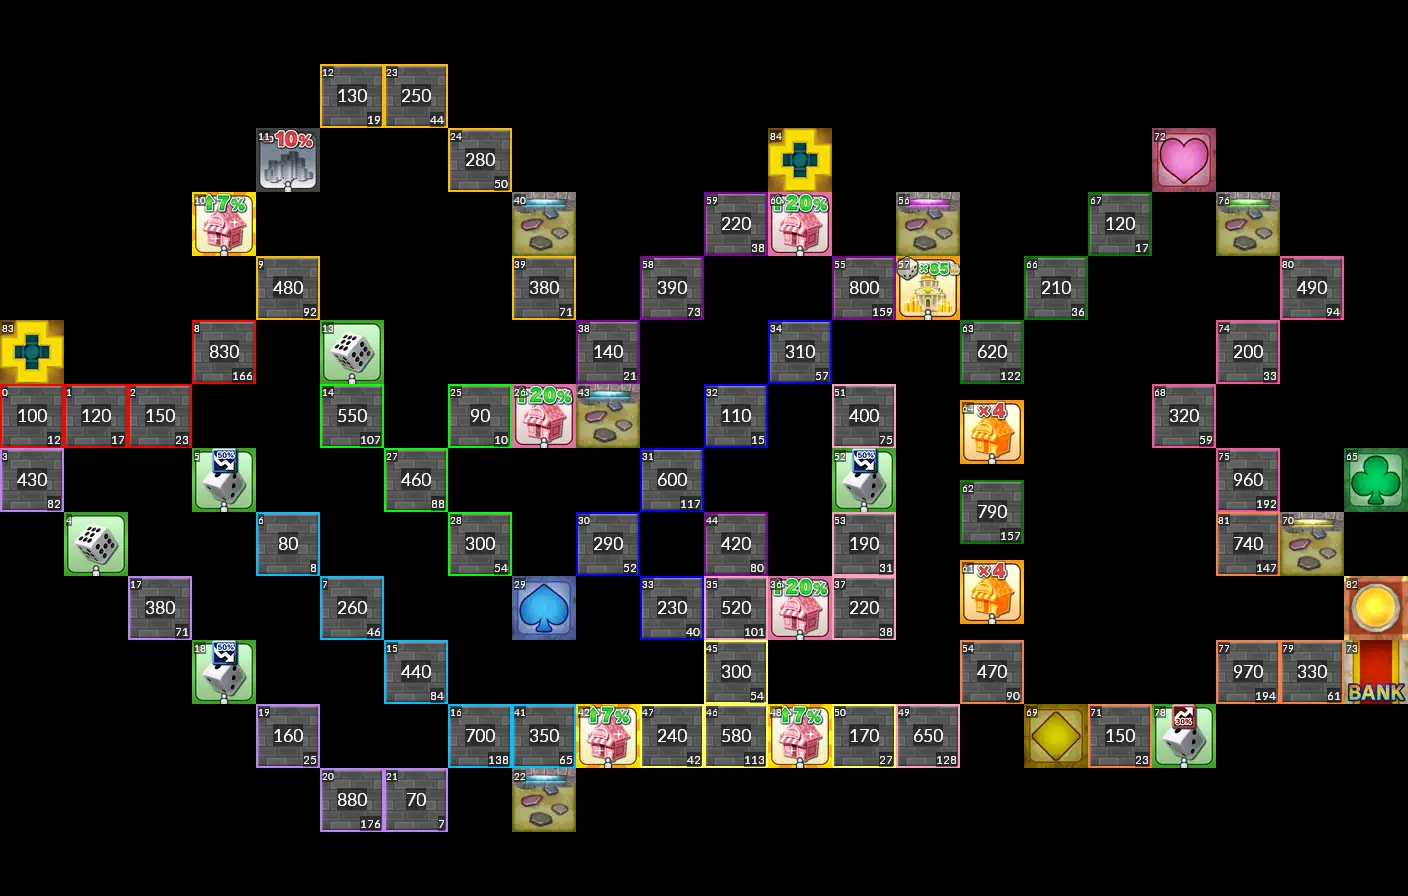 12 130 19 23 250 44
11 10% 24 280 50 84 72
10 ↑7% 40 59 220 38 60 ↑20% 56 67 120 17 76
9 480 92 39 380 71 58 390 73 55 800 159 57 ×85 66 210 36 80 490 94
83 8 830 166 13 38 140 21 34 310 57 63 620 122 74 200 33
0 100 12 1 120 17 2 150 23 14 550 107 25 90 10 26 ↑20% 43 32 110 15 51 400 75 64 ×4 68 320 59
3 430 82 5 50% 27 460 88 31 600 117 52 50% 75 960 192 65
62 790 157
4 6 80 8 28 300 54 30 290 52 44 420 80 53 190 31 81 740 147 70
61 ×4
17 380 71 7 260 46 29 33 230 40 35 520 101 36 ↑20% 37 220 38 82
18 50% 15 440 84 45 300 54 54 470 90 77 970 194 79 330 61 73 BANK
19 160 25 16 700 138 41 350 65 42 ↑7% 47 240 42 46 580 113 48 ↑7% 50 170 27 49 650 128 69 71 150 23 78 30%
20 880 176 21 70 7 22